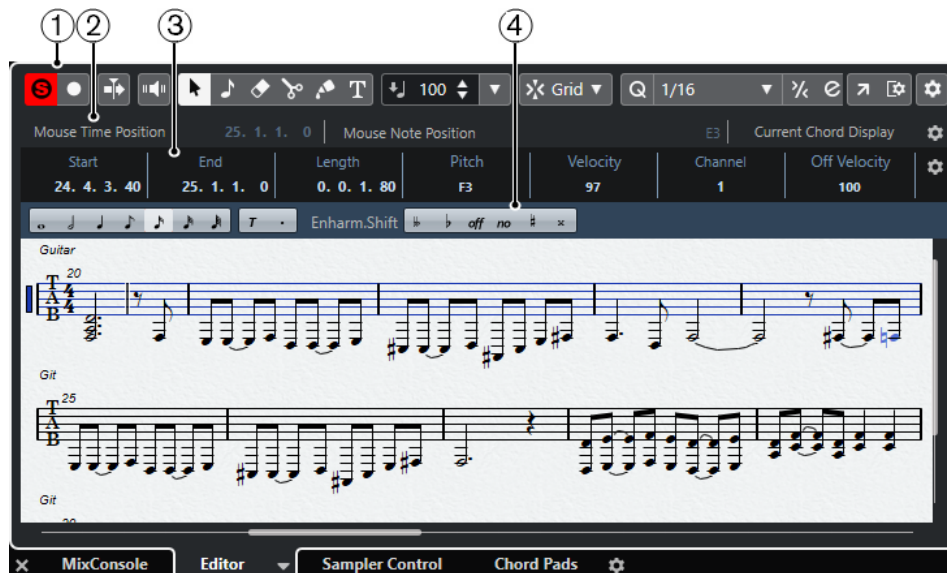 1 2 3 4
S T 100 Grid Q 1/16
Mouse Time Position 25. 1. 1. 0 Mouse Note Position E3 Current Chord Display
Start End Length Pitch Velocity Channel Off Velocity
24. 4. 3. 40 25. 1. 1. 0 0. 0. 1. 80 F3 97 1 100
T . Enharm.Shift off no
Guitar
20
T A B 4 4
Git
25
T A B
Git
X MixConsole Editor Sampler Control Chord Pads